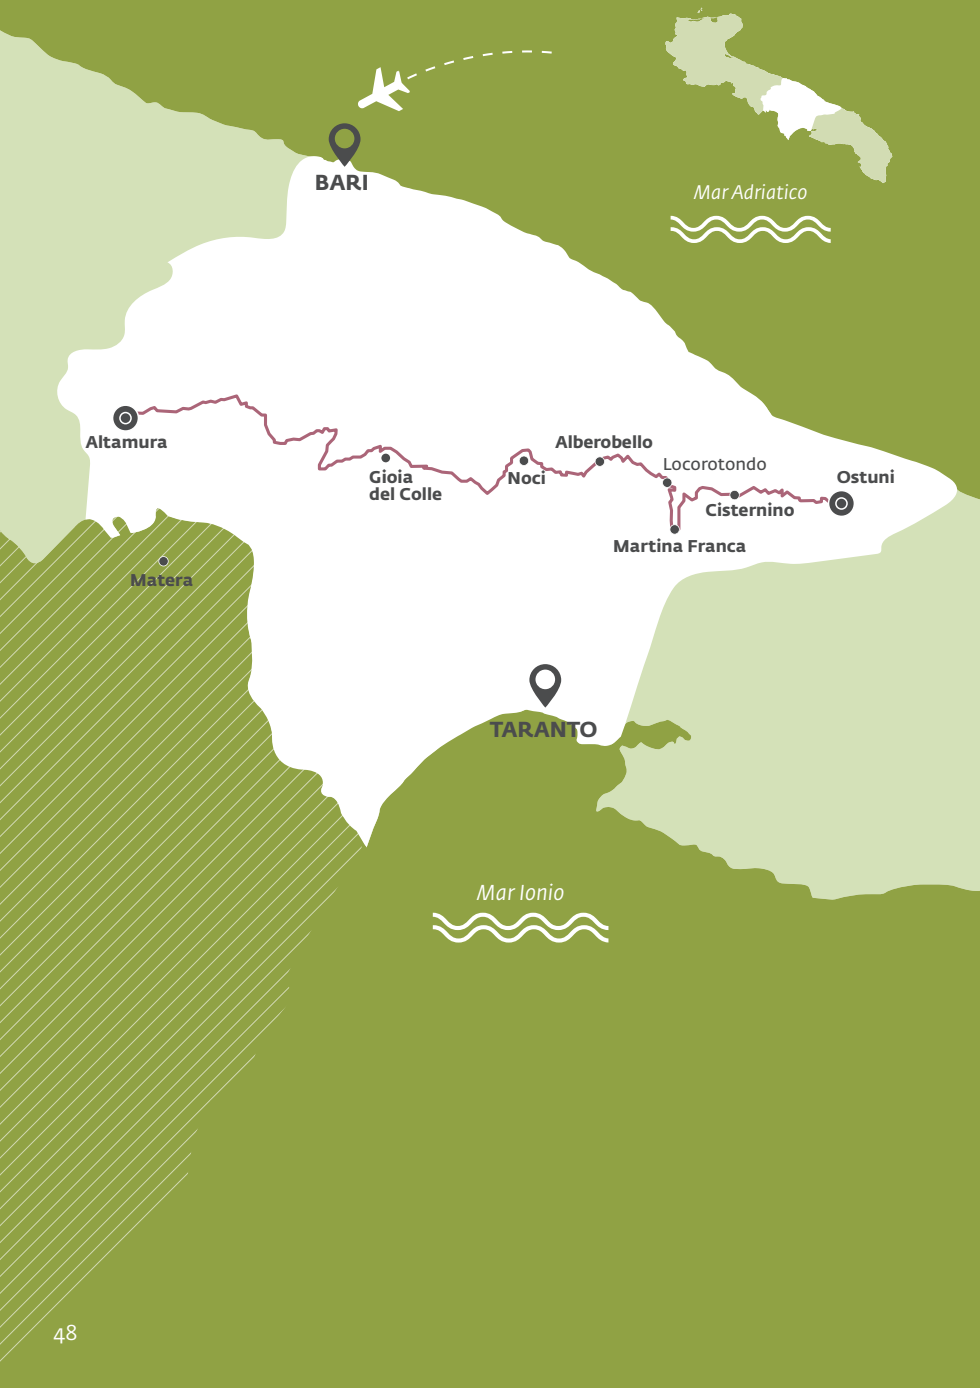 Mar Adriatico
BARI
Altamura
Alberobello
Locorotondo
Gioia
del Colle
Noci
Ostuni
Cisternino
Martina Franca
Matera
TARANTO
Mar Ionio
48